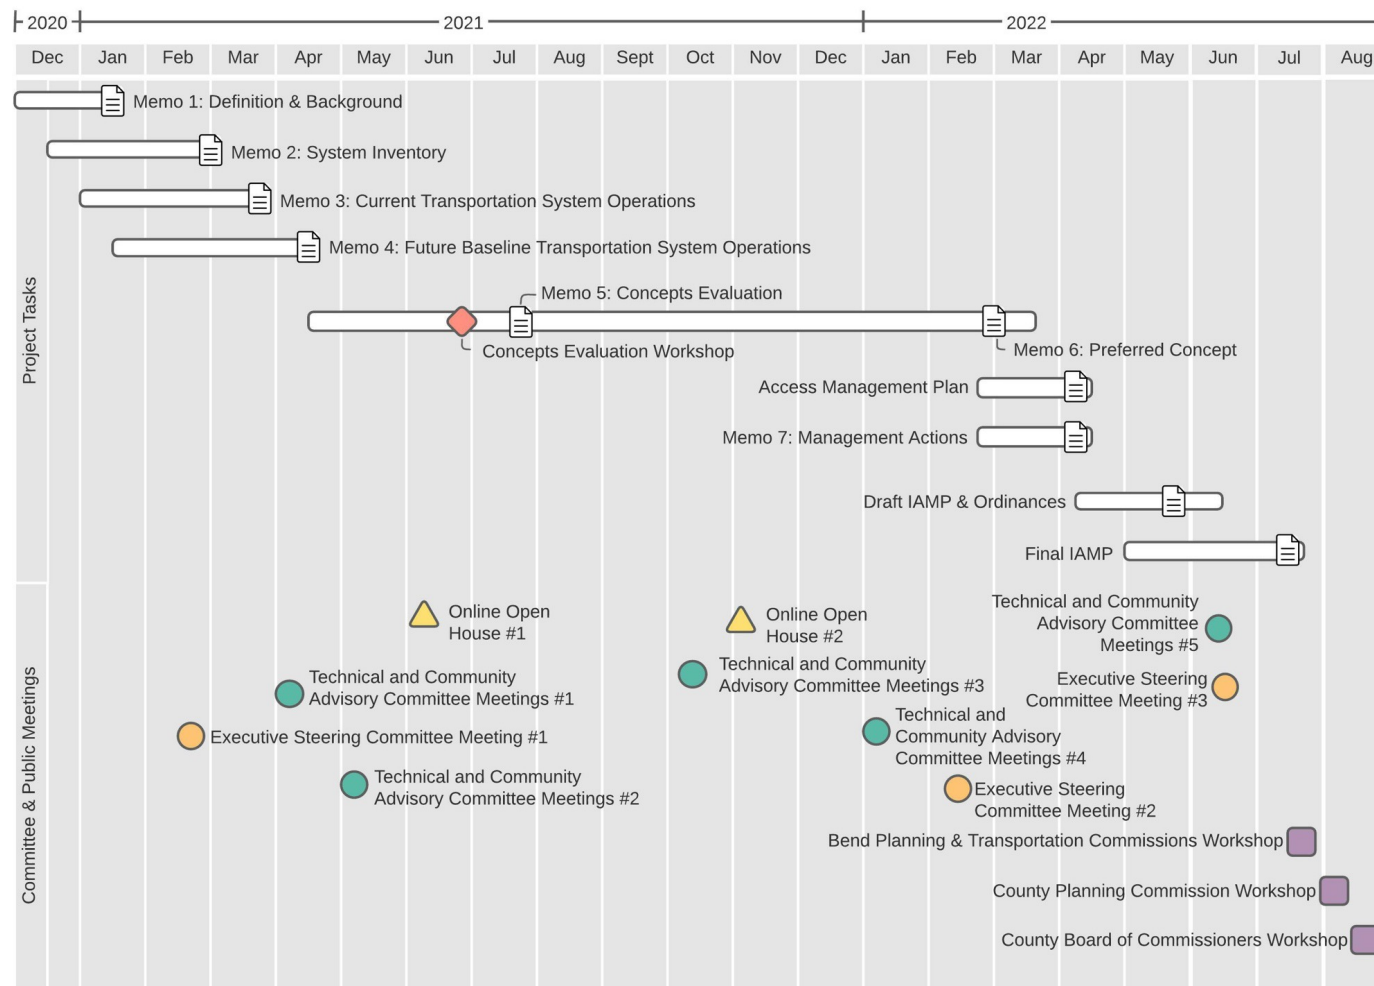 2020 2021 2022
Dec Jan Feb Mar Apr May Jun Jul Aug Sept Oct Nov Dec Jan Feb Mar Apr May Jun Jul Aug
Project Tasks
Memo 1: Definition & Background
Memo 2: System Inventory
Memo 3: Current Transportation System Operations
Memo 4: Future Baseline Transportation System Operations
Memo 5: Concepts Evaluation
Concepts Evaluation Workshop
Memo 6: Preferred Concept
Access Management Plan
Memo 7: Management Actions
Draft IAMP & Ordinances
Final IAMP
Committee & Public Meetings
Online Open
House #1
Online Open
House #2
Technical and Community
Advisory Committee
Meetings #5
Technical and Community
Advisory Committee Meetings #1
Technical and Community
Advisory Committee Meetings #3
Executive Steering
Committee Meeting #3
Executive Steering Committee Meeting #1
Technical and
Community Advisory
Committee Meetings #4
Technical and Community
Advisory Committee Meetings #2
Executive Steering
Committee Meeting #2
Bend Planning & Transportation Commissions Workshop
County Planning Commission Workshop
County Board of Commissioners Workshop